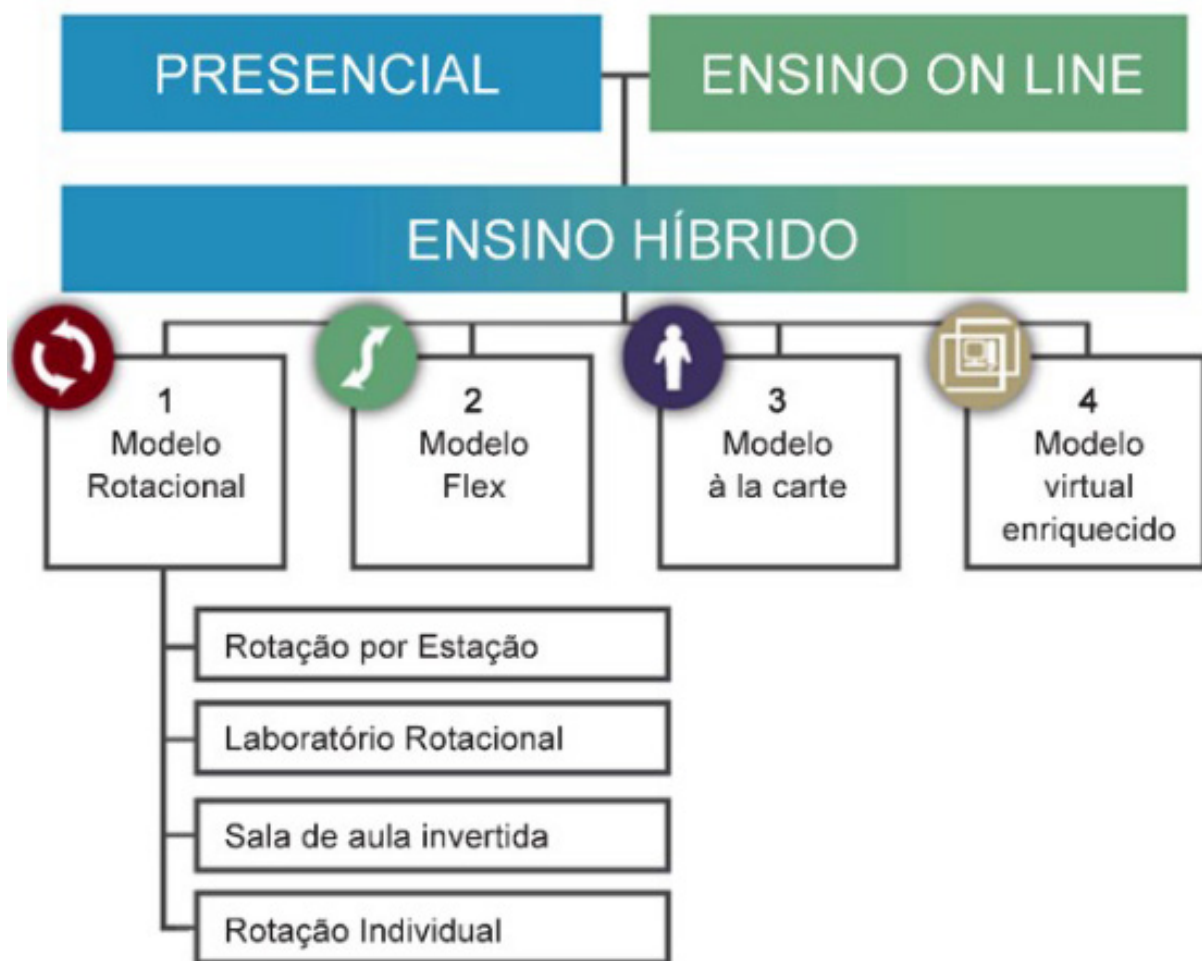 PRESENCIAL
ENSINO ON LINE
ENSINO HÍBRIDO
1
Modelo
Rotacional
2
Modelo
Flex
3
Modelo
à la carte
4
Modelo
virtual
enriquecido
Rotação por Estação
Laboratório Rotacional
Sala de aula invertida
Rotação Individual